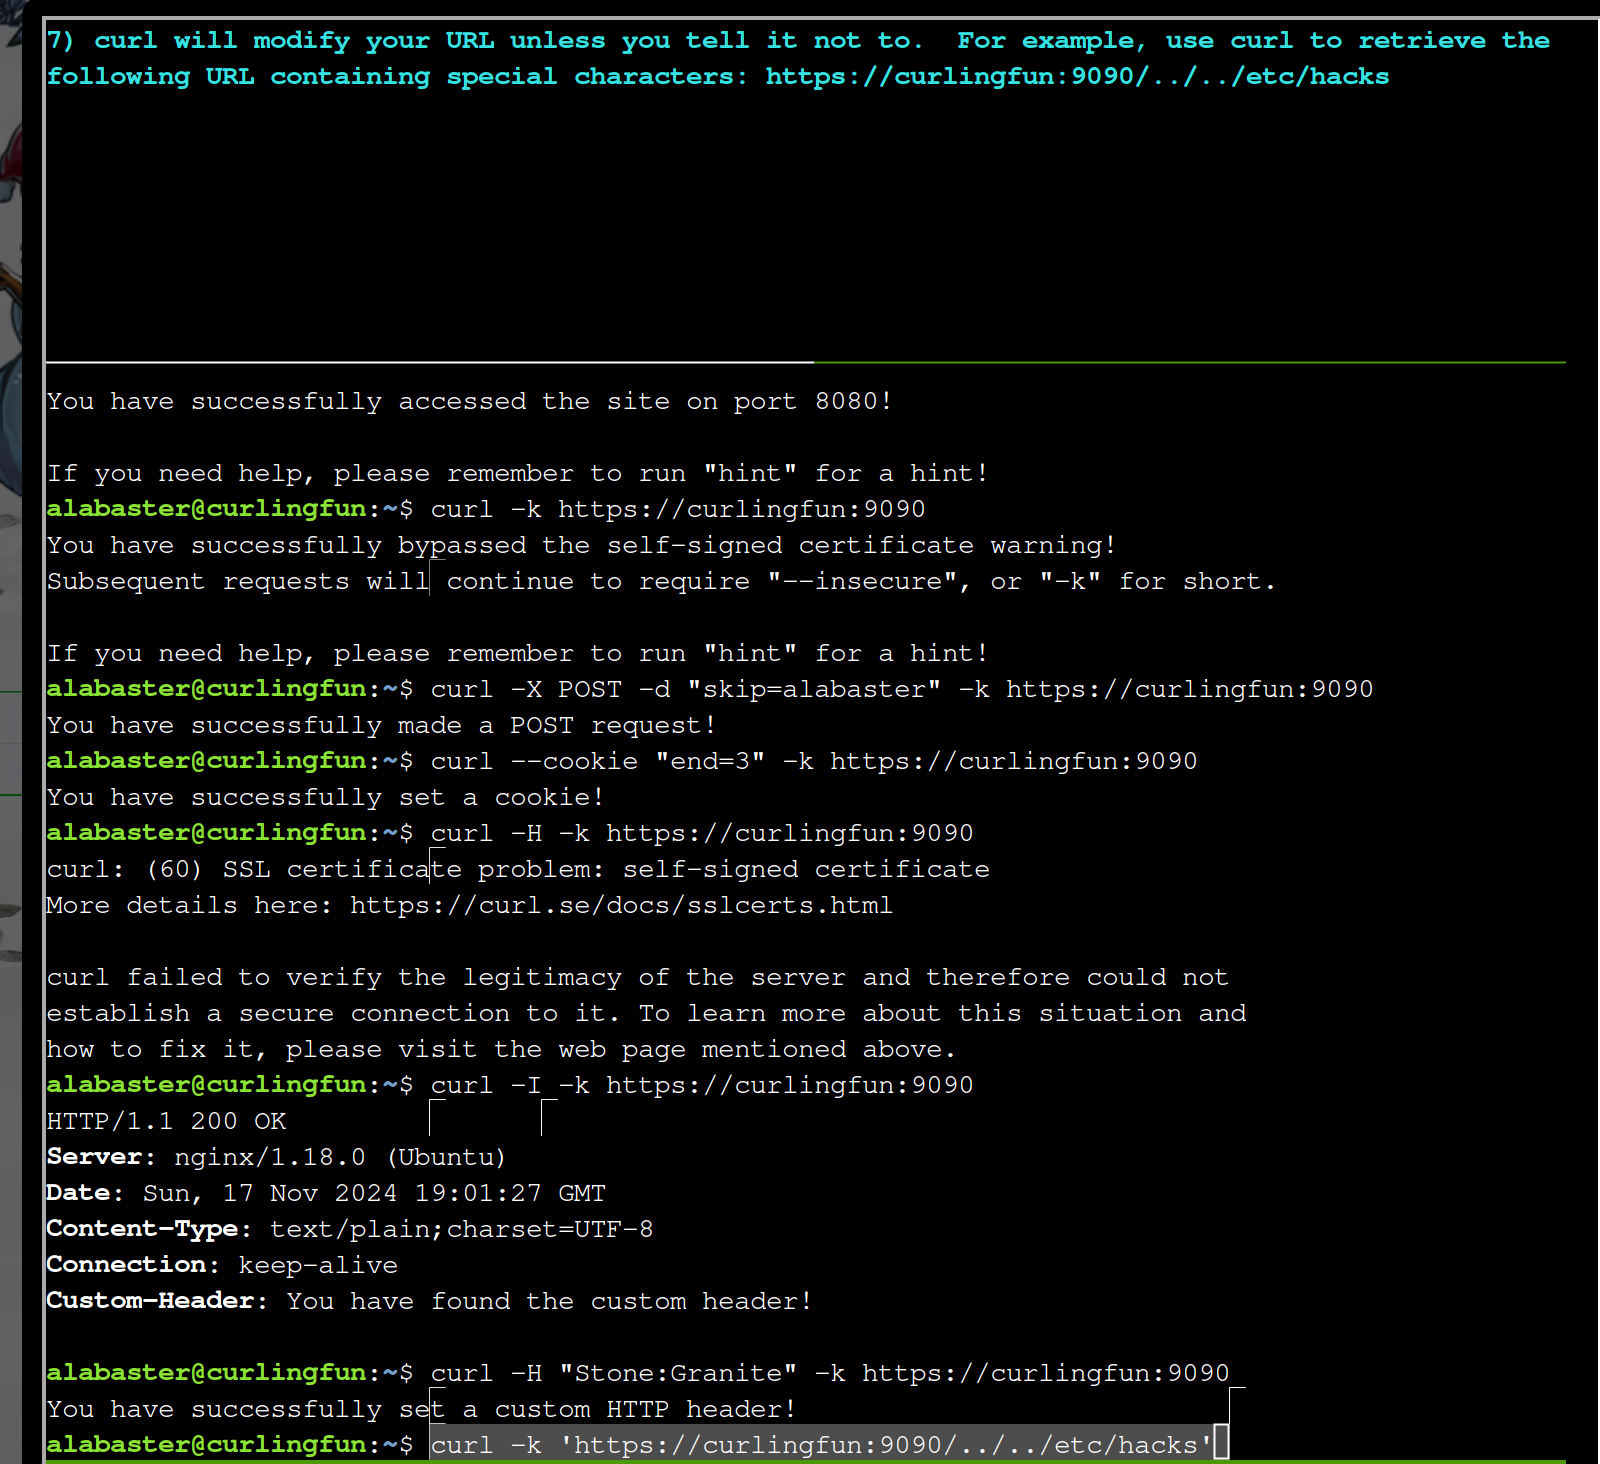 7) curl will modify your URL unless you tell it not to.  For example, use curl to retrieve the
following URL containing special characters: https://curlingfun:9090/../../etc/hacks
You have successfully accessed the site on port 8080!
If you need help, please remember to run "hint" for a hint!
alabaster@curlingfun:~$ curl -k https://curlingfun:9090
You have successfully bypassed the self-signed certificate warning!
Subsequent requests will continue to require "--insecure", or "-k" for short.
If you need help, please remember to run "hint" for a hint!
alabaster@curlingfun:~$ curl -X POST -d "skip=alabaster" -k https://curlingfun:9090
You have successfully made a POST request!
alabaster@curlingfun:~$ curl --cookie "end=3" -k https://curlingfun:9090
You have successfully set a cookie!
alabaster@curlingfun:~$ curl -H -k https://curlingfun:9090
curl: (60) SSL certificate problem: self-signed certificate
More details here: https://curl.se/docs/sslcerts.html
curl failed to verify the legitimacy of the server and therefore could not
establish a secure connection to it. To learn more about this situation and
how to fix it, please visit the web page mentioned above.
alabaster@curlingfun:~$ curl -I -k https://curlingfun:9090
HTTP/1.1 200 OK
Server: nginx/1.18.0 (Ubuntu)
Date: Sun, 17 Nov 2024 19:01:27 GMT
Content-Type: text/plain;charset=UTF-8
Connection: keep-alive
Custom-Header: You have found the custom header!
alabaster@curlingfun:~$ curl -H "Stone:Granite" -k https://curlingfun:9090
You have successfully set a custom HTTP header!
alabaster@curlingfun:~$ curl -k 'https://curlingfun:9090/../../etc/hacks'